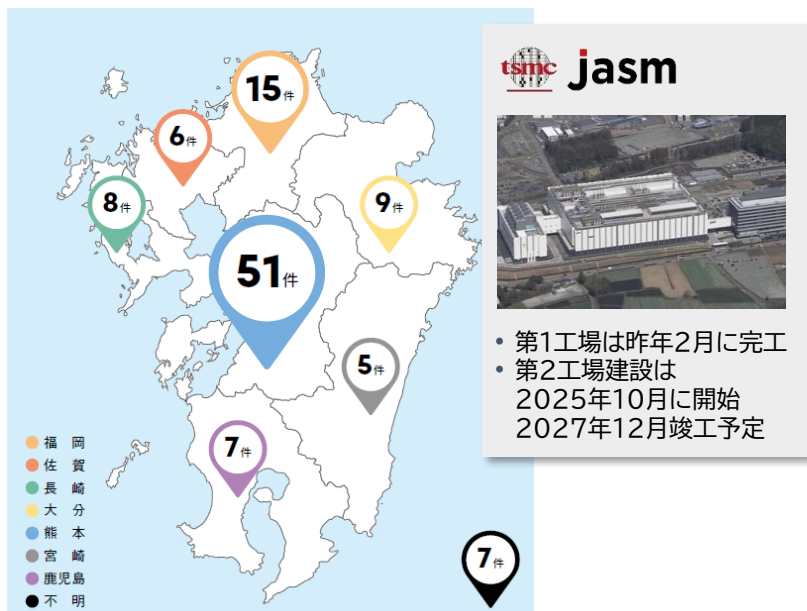 15件
6件
8件
9件
51件
5件
7件
7件
福岡
佐賀
長崎
大分
熊本
宮崎
鹿児島
不明
tsmc jasm
• 第1工場は昨年2月に完工
• 第2工場建設は
2025年10月に開始
2027年12月竣工予定